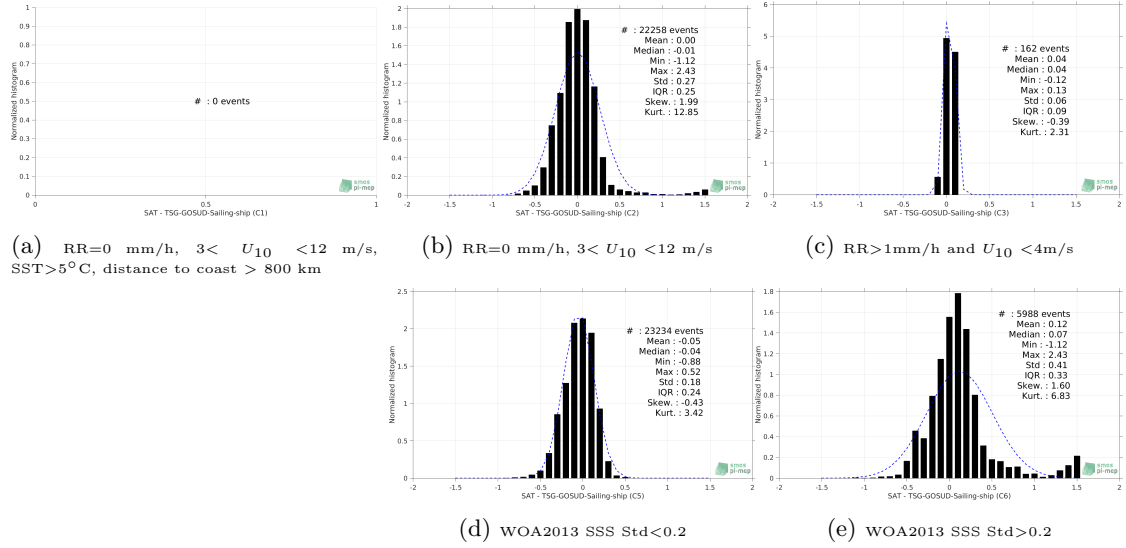 1
0.9
0.8
0.7
0.6
0.5
0.4
0.3
0.2
0.1
0
0
0.5
1
Normalized histogram
# : 0 events
SAT - TSG-GOSUD-Sailing-ship (C1)
smos
pi-mep
(a) RR=0 mm/h, 3< U10 <12 m/s,
SST>5°C, distance to coast > 800 km
2
1.8
1.6
1.4
1.2
1
0.8
0.6
0.4
0.2
0
-2
-1.5
-1
-0.5
0
0.5
1
1.5
2
Normalized histogram
# : 22258 events
Mean : 0.00
Median : -0.01
Min : -1.12
Max : 2.43
Std : 0.27
IQR : 0.25
Skew. : 1.99
Kurt. : 12.85
SAT - TSG-GOSUD-Sailing-ship (C2)
smos
pi-mep
(b) RR=0 mm/h, 3< U10 <12 m/s
6
5
4
3
2
1
0
-2
-1.5
-1
-0.5
0
0.5
1
1.5
2
Normalized histogram
# : 162 events
Mean : 0.04
Median : 0.04
Min : -0.12
Max : 0.13
Std : 0.06
IQR : 0.09
Skew. : -0.39
Kurt. : 2.31
SAT - TSG-GOSUD-Sailing-ship (C3)
smos
pi-mep
(c) RR>1mm/h and U10 <4m/s
2.5
2
1.5
1
0.5
0
-2
-1.5
-1
-0.5
0
0.5
1
1.5
2
Normalized histogram
# : 23234 events
Mean : -0.05
Median : -0.04
Min : -0.88
Max : 0.52
Std : 0.18
IQR : 0.24
Skew. : -0.43
Kurt. : 3.42
SAT - TSG-GOSUD-Sailing-ship (C5)
smos
pi-mep
(d) WOA2013 SSS Std<0.2
1.8
1.6
1.4
1.2
1
0.8
0.6
0.4
0.2
0
-2
-1.5
-1
-0.5
0
0.5
1
1.5
2
Normalized histogram
# : 5988 events
Mean : 0.12
Median : 0.07
Min : -1.12
Max : 2.43
Std : 0.41
IQR : 0.33
Skew. : 1.60
Kurt. : 6.83
SAT - TSG-GOSUD-Sailing-ship (C6)
smos
pi-mep
(e) WOA2013 SSS Std>0.2